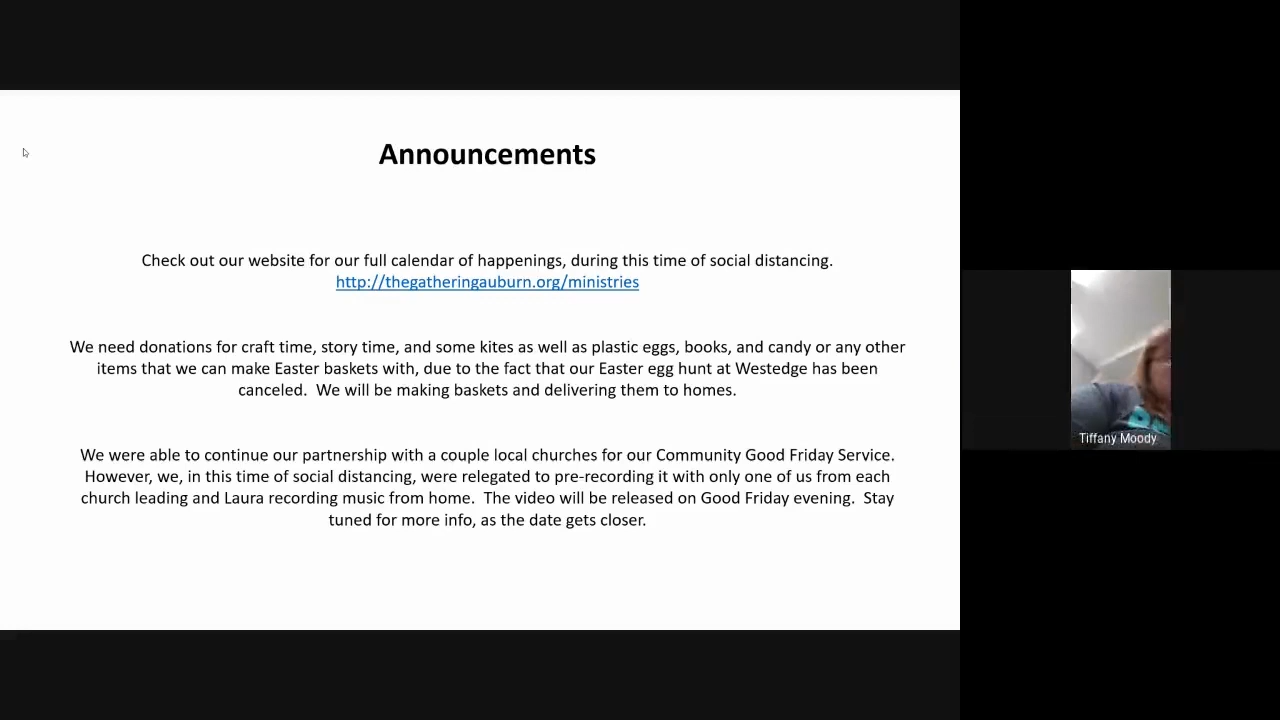 Announcements
Check out our website for our full calendar of happenings, during this time of social distancing.
http://thegatheringauburn.org/ministries
We need donations for craft time, story time, and some kites as well as plastic eggs, books, and candy or any other
items that we can make Easter baskets with, due to the fact that our Easter egg hunt at Westedge has been
canceled.  We will be making baskets and delivering them to homes.
We were able to continue our partnership with a couple local churches for our Community Good Friday Service.
However, we, in this time of social distancing, were relegated to pre-recording it with only one of us from each
church leading and Laura recording music from home.  The video will be released on Good Friday evening.  Stay
tuned for more info, as the date gets closer.
Tiffany Moody